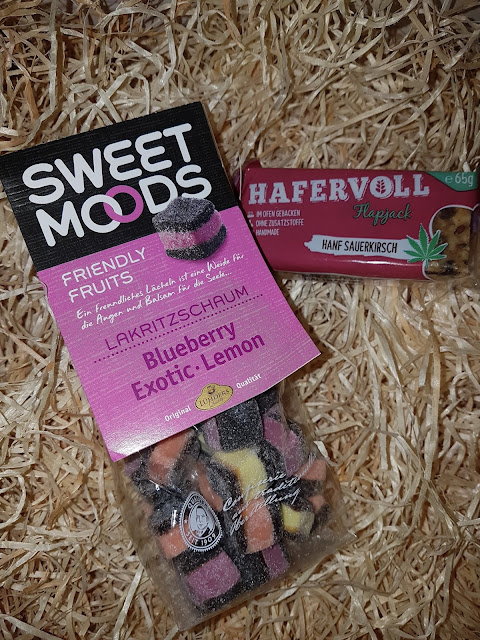 SWEET
MOODS
FRIENDLY
FRUITS
Ein freundliches Lächeln ist eine Weide für
die Augen und Balsam für die Seele...
LAKRITZSCHAUM
Blueberry
Exotic · Lemon
Original
Qualität
HAFERVOLL
Flapjack
e 65g
IM OFEN GEBACKEN
OHNE ZUSATZSTOFFE
HANDMADE
HANF SAUERKIRSCH